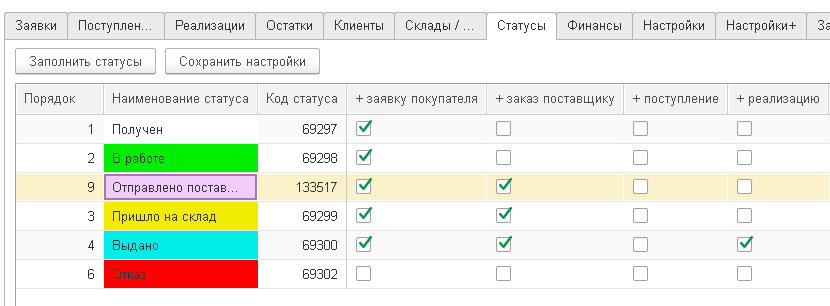 Заявки Поступлен... Реализации Остатки Клиенты Склады / ... Статусы Финансы Настройки Настройки+ За
Заполнить статусы Сохранить настройки
Порядок Наименование статуса Код статуса + заявку покупателя + заказ поставщику + поступление + реализацию
1 Получен 69297
2 В работе 69298
9 Отправлено постав... 133517
3 Пришло на склад 69299
4 Выдано 69300
6 Отказ 69302